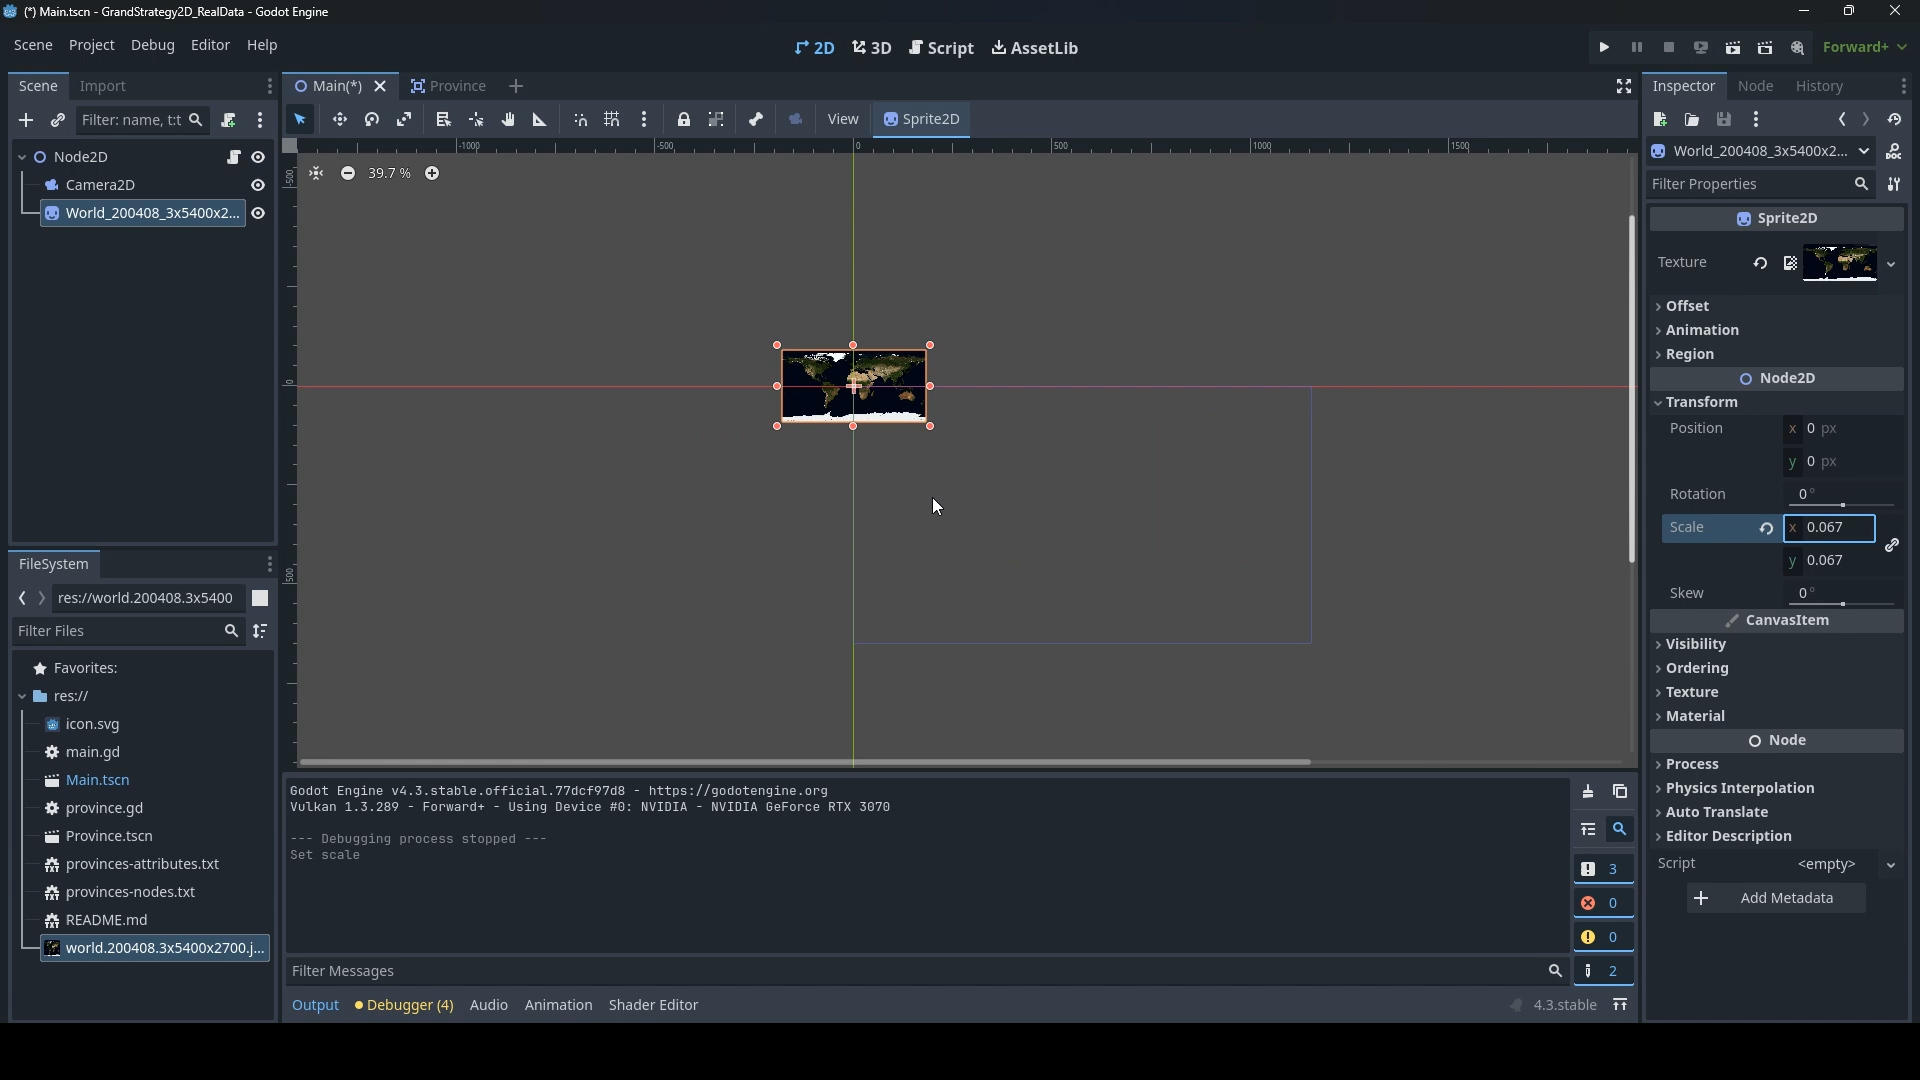 (*) Main.tscn - GrandStrategy2D_RealData - Godot Engine
Scene Project Debug Editor Help
2D 3D Script AssetLib
Forward+
Scene Import
Filter: name, t:t
Node2D
Camera2D
World_200408_3x5400x2...
Main(*) Province
View Sprite2D
-1000 -500 0 500 1000 1500
-500
0
500
39.7 %
FileSystem
res://world.200408.3x5400
Filter Files
Favorites:
res://
icon.svg
main.gd
Main.tscn
province.gd
Province.tscn
provinces-attributes.txt
provinces-nodes.txt
README.md
world.200408.3x5400x2700.j...
Godot Engine v4.3.stable.official.77dcf97d8 - https://godotengine.org
Vulkan 1.3.289 - Forward+ - Using Device #0: NVIDIA - NVIDIA GeForce RTX 3070
--- Debugging process stopped ---
Set scale
3
0
0
2
Filter Messages
Output Debugger (4) Audio Animation Shader Editor
4.3.stable
Inspector Node History
World_200408_3x5400x2...
DOC
Filter Properties
Sprite2D
Texture
Offset
Animation
Region
Node2D
Transform
Position x 0 px
y 0 px
Rotation 0 °
Scale x 0.067
y 0.067
Skew 0 °
CanvasItem
Visibility
Ordering
Texture
Material
Node
Process
Physics Interpolation
Auto Translate
Editor Description
Script <empty>
Add Metadata